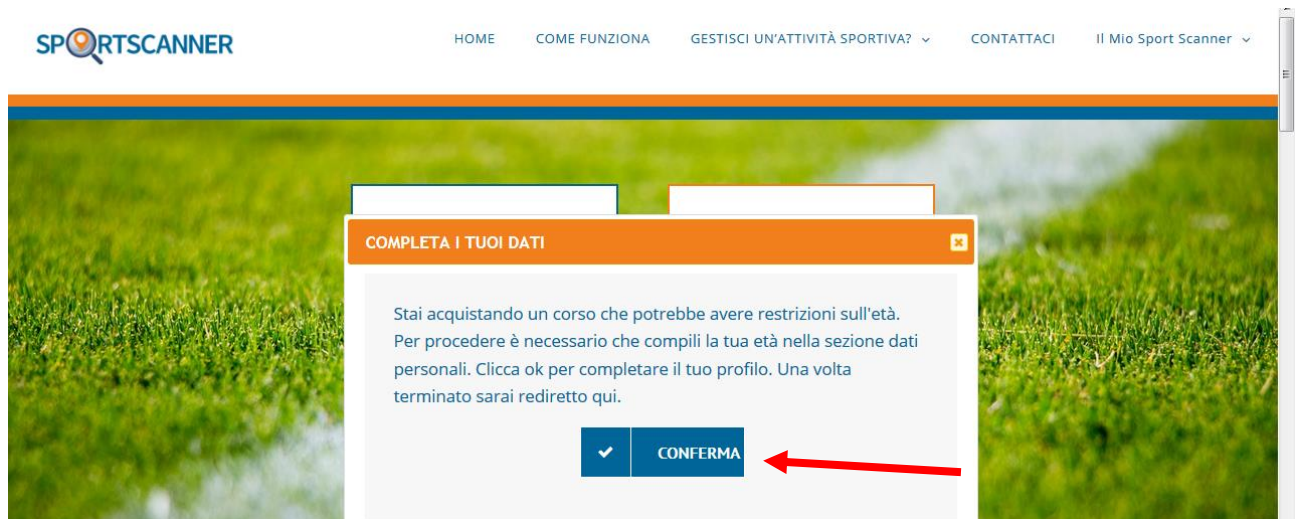 SPORTSCANNER
HOME COME FUNZIONA GESTISCI UN'ATTIVITÀ SPORTIVA? CONTATTACI Il Mio Sport Scanner
COMPLETA I TUOI DATI
Stai acquistando un corso che potrebbe avere restrizioni sull'età.
Per procedere è necessario che compili la tua età nella sezione dati
personali. Clicca ok per completare il tuo profilo. Una volta
terminato sarai rediretto qui.
CONFERMA